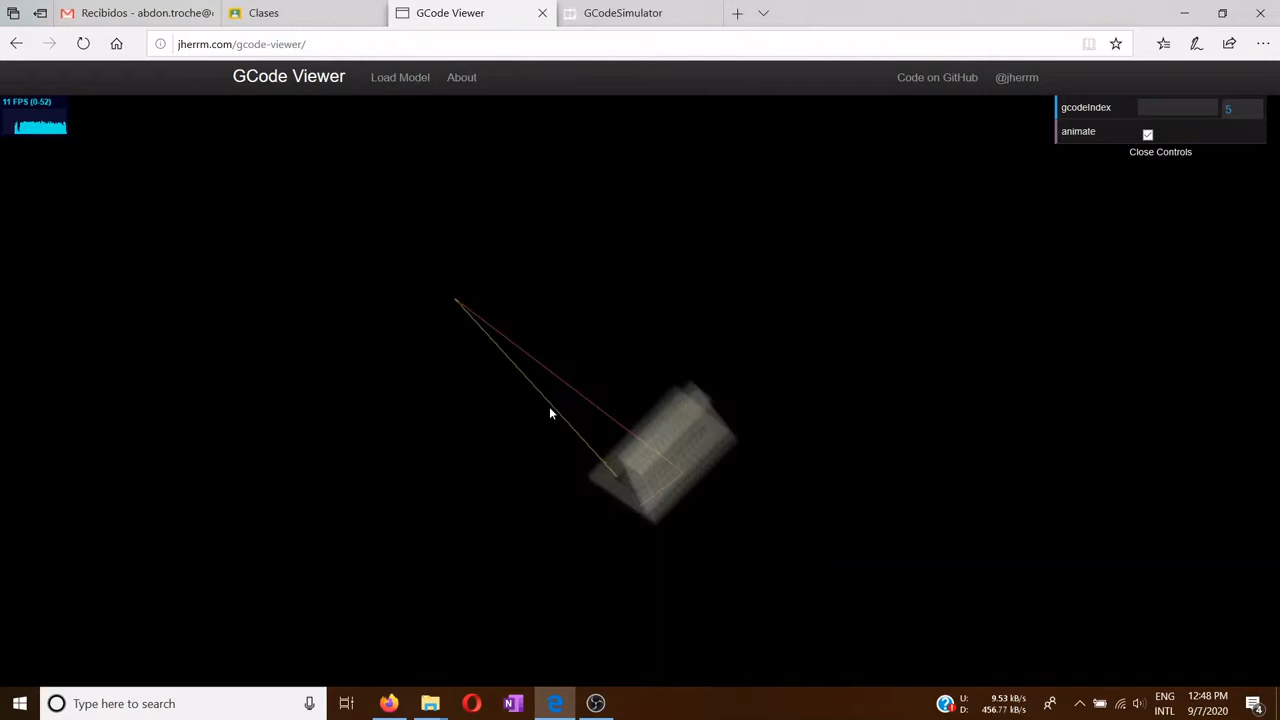 Recibidos - abdon.troche@
Clases
GCode Viewer
GCodeSimulator
jherrm.com/gcode-viewer/
GCode Viewer
Load Model
About
Code on GitHub
@jherrm
11 FPS (0-52)
gcodeIndex
5
animate
Close Controls
Type here to search
U:
9.53 kB/s
D:
456.77 kB/s
ENG
INTL
12:48 PM
9/7/2020
4